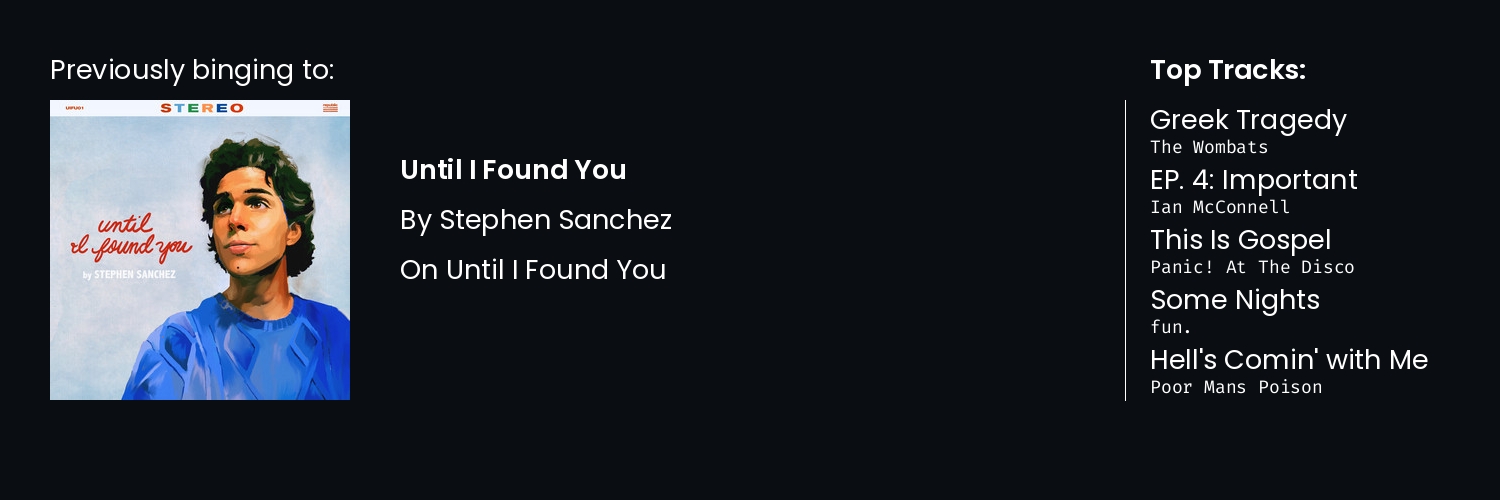 Previously binging to:
STEREO
until
I found you
by STEPHEN SANCHEZ
Until I Found You
By Stephen Sanchez
On Until I Found You
Top Tracks:
Greek Tragedy
The Wombats
EP. 4: Important
Ian McConnell
This Is Gospel
Panic! At The Disco
Some Nights
fun.
Hell's Comin' with Me
Poor Mans Poison